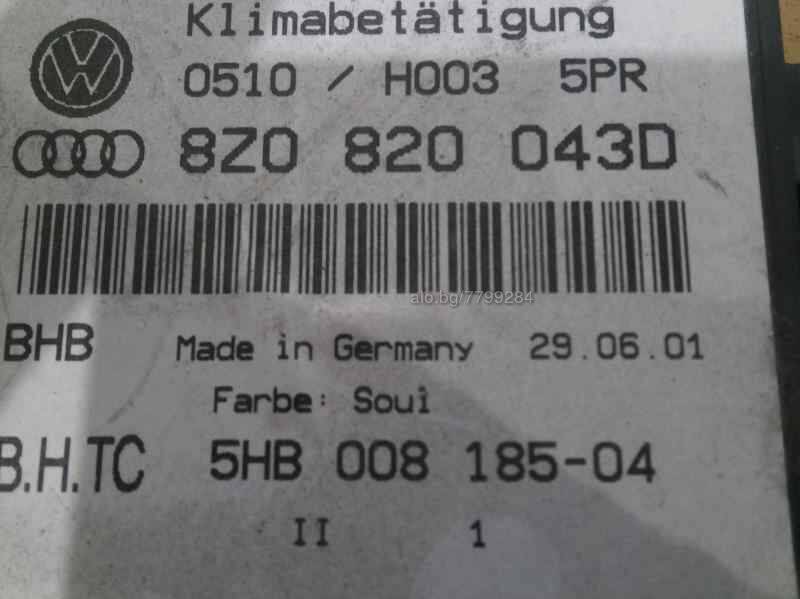 Klimabetätigung
0510 / H003 5PR
8Z0 820 043D
alo.bg/7799284
BHB Made in Germany 29.06.01
Farbe: Soul
B.H.TC 5HB 008 185-04
II 1